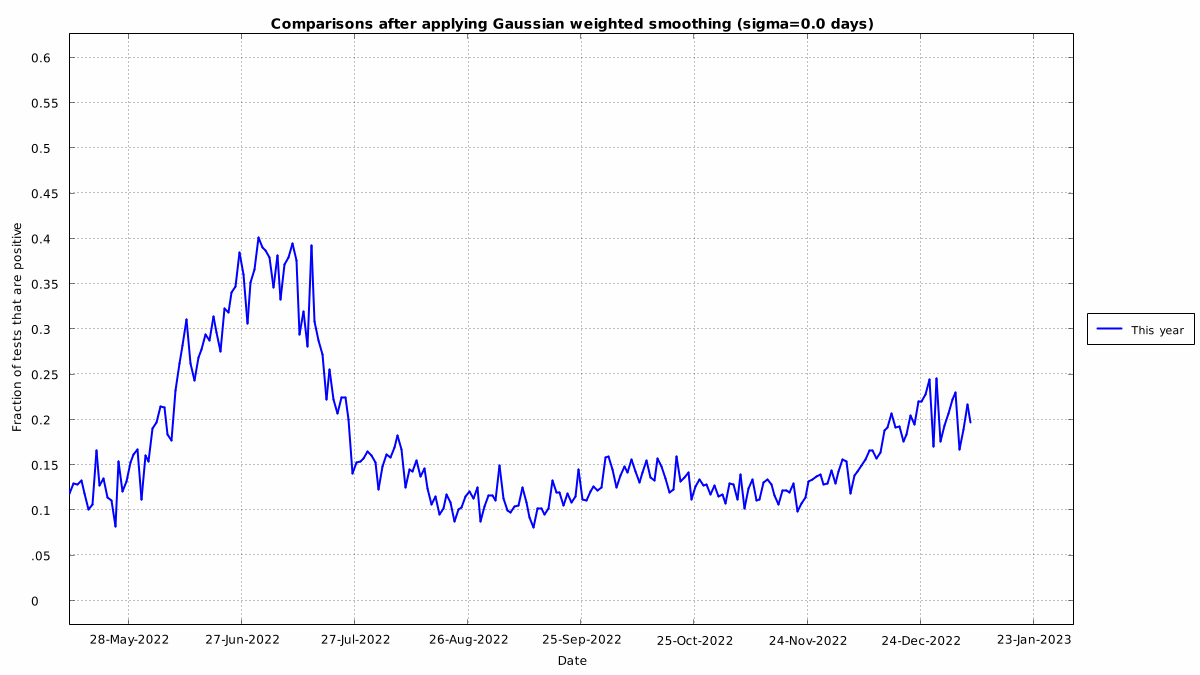 Comparisons after applying Gaussian weighted smoothing (sigma=0.0 days)
0.6
0.55
0.5
0.45
0.4
0.35
0.3
0.25
0.2
0.15
0.1
.05
0
Fraction of tests that are positive
28-May-2022 27-Jun-2022 27-Jul-2022 26-Aug-2022 25-Sep-2022 25-Oct-2022 24-Nov-2022 24-Dec-2022 23-Jan-2023
Date
This year